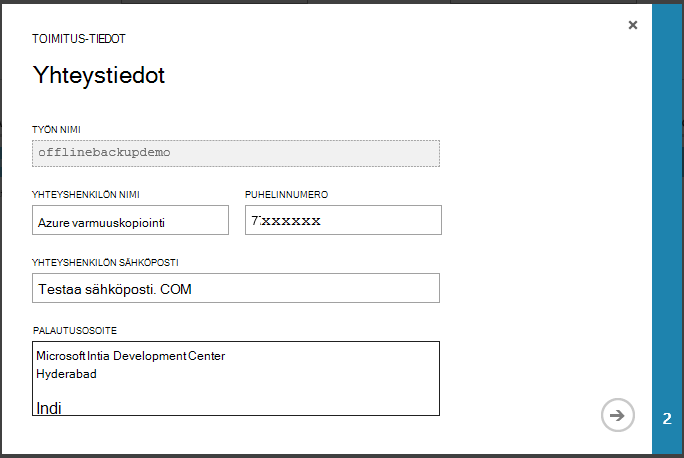 TOIMITUS-TIEDOT
Yhteystiedot
TYÖN NIMI
offlinebackupdemo
YHTEYSHENKILÖN NIMI PUHELINNUMERO
Azure varmuuskopiointi 7:xxxxxx
YHTEYSHENKILÖN SÄHKÖPOSTI
Testaa sähköposti. COM
PALAUTUSOSOITE
Microsoft Intia Development Center
Hyderabad
Indi
2